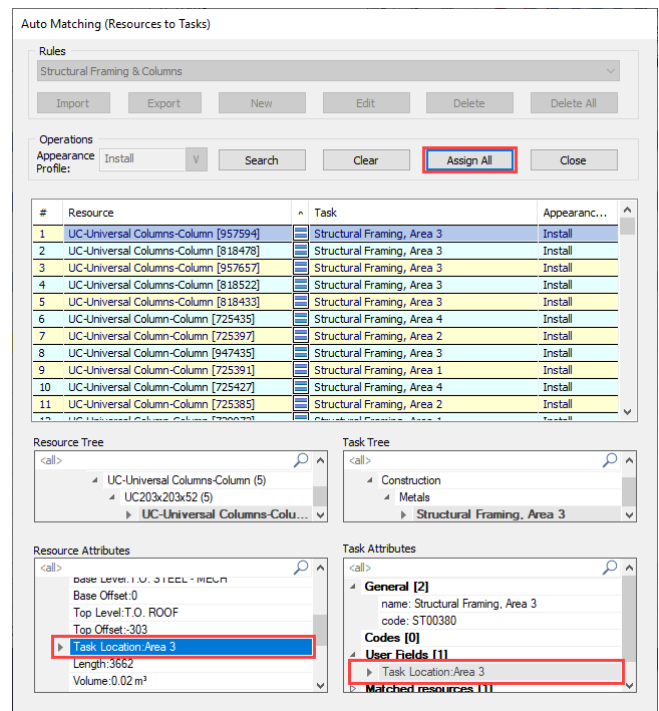 Auto Matching (Resources to Tasks)
Rules
Structural Framing & Columns
Import Export New Edit Delete Delete All
Operations
Appearance Profile: Install V Search Clear Assign All Close
# Resource ^ Task Appearanc...
1 UC-Universal Columns-Column [957594] Structural Framing, Area 3 Install
2 UC-Universal Columns-Column [818478] Structural Framing, Area 3 Install
3 UC-Universal Columns-Column [957657] Structural Framing, Area 3 Install
4 UC-Universal Columns-Column [818522] Structural Framing, Area 3 Install
5 UC-Universal Columns-Column [818433] Structural Framing, Area 3 Install
6 UC-Universal Column-Column [725435] Structural Framing, Area 4 Install
7 UC-Universal Column-Column [725397] Structural Framing, Area 2 Install
8 UC-Universal Column-Column [947435] Structural Framing, Area 3 Install
9 UC-Universal Column-Column [725391] Structural Framing, Area 1 Install
10 UC-Universal Column-Column [725427] Structural Framing, Area 4 Install
11 UC-Universal Column-Column [725385] Structural Framing, Area 2 Install
Resource Tree
<all>
UC-Universal Columns-Column (5)
UC203x203x52 (5)
UC-Universal Columns-Colu...
Task Tree
<all>
Construction
Metals
Structural Framing, Area 3
Resource Attributes
<all>
Base Level:T.O. STEEL - MECH
Base Offset:0
Top Level:T.O. ROOF
Top Offset:-303
Task Location:Area 3
Length:3662
Volume:0.02 m³
Task Attributes
<all>
General [2]
name: Structural Framing, Area 3
code: ST00380
Codes [0]
User Fields [1]
Task Location:Area 3
Matched resources [1]